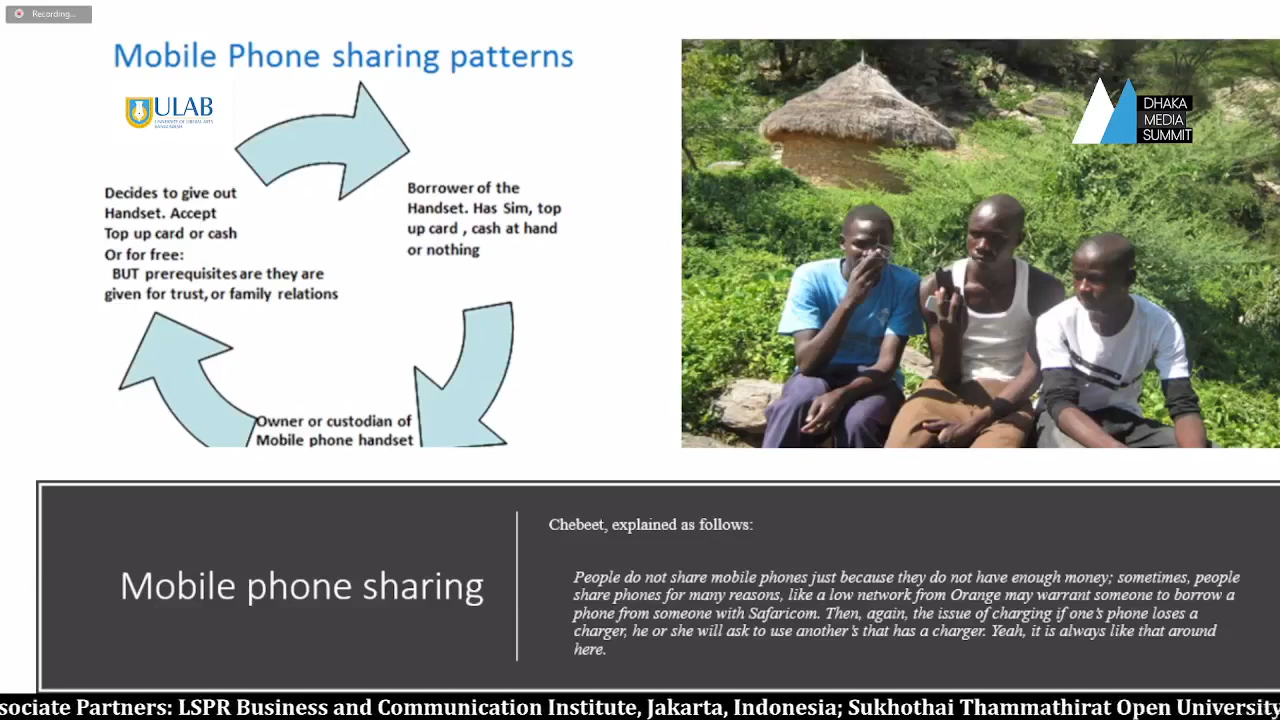 Recording...
Mobile Phone sharing patterns
ULAB
UNIVERSITY OF LIBERAL ARTS
BANGLADESH
DHAKA
MEDIA
SUMMIT
Decides to give out
Handset. Accept
Top up card or cash
Or for free:
BUT prerequisites are they are
given for trust, or family relations
Borrower of the
Handset. Has Sim, top
up card , cash at hand
or nothing
Owner or custodian of
Mobile phone handset
Mobile phone sharing
Chebeet, explained as follows:
People do not share mobile phones just because they do not have enough money; sometimes, people
share phones for many reasons, like a low network from Orange may warrant someone to borrow a
phone from someone with Safaricom. Then, again, the issue of charging if one's phone loses a
charger, he or she will ask to use another's that has a charger. Yeah, it is always like that around
here.
sociate Partners: LSPR Business and Communication Institute, Jakarta, Indonesia; Sukhothai Thammathirat Open University